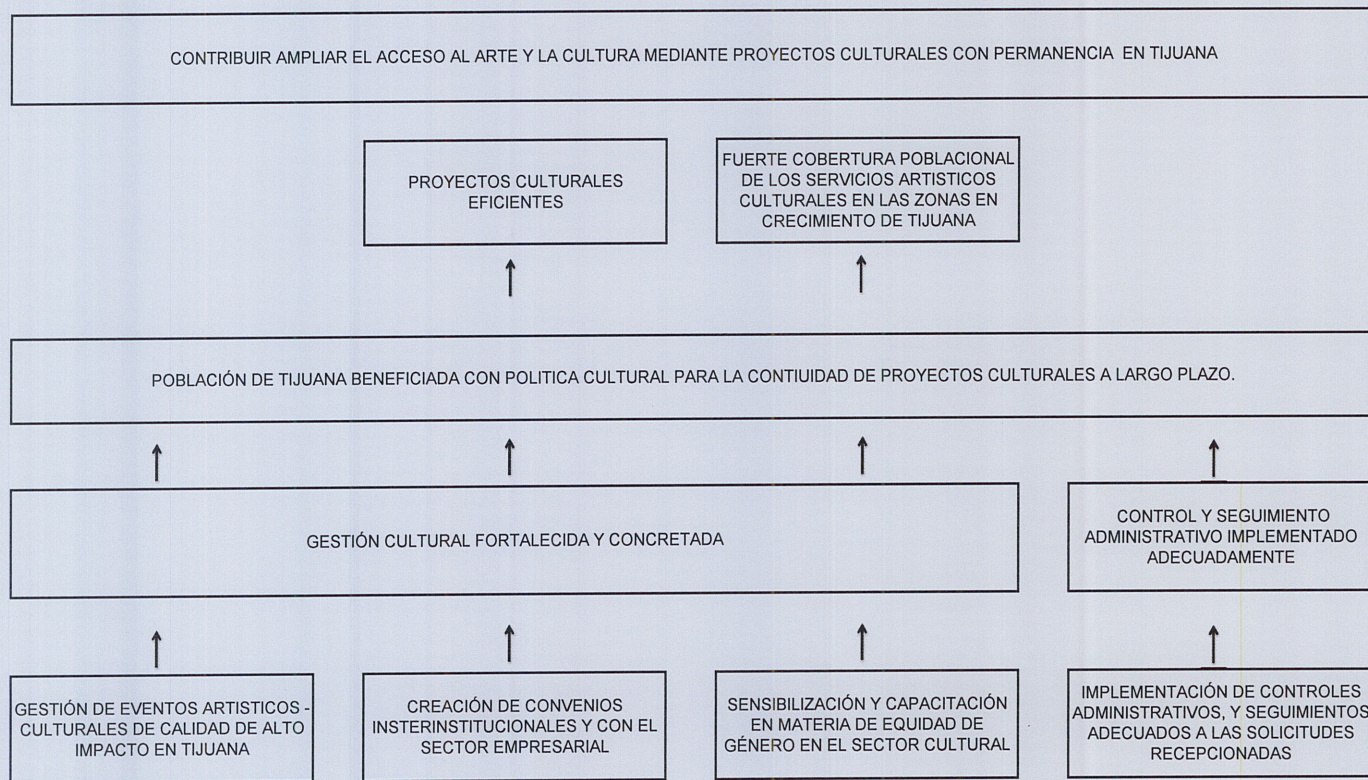 CONTRIBUIR AMPLIAR EL ACCESO AL ARTE Y LA CULTURA MEDIANTE PROYECTOS CULTURALES CON PERMANENCIA EN TIJUANA
PROYECTOS CULTURALES
EFICIENTES
FUERTE COBERTURA POBLACIONAL
DE LOS SERVICIOS ARTISTICOS
CULTURALES EN LAS ZONAS EN
CRECIMIENTO DE TIJUANA
POBLACIÓN DE TIJUANA BENEFICIADA CON POLITICA CULTURAL PARA LA CONTIUIDAD DE PROYECTOS CULTURALES A LARGO PLAZO.
GESTIÓN CULTURAL FORTALECIDA Y CONCRETADA
CONTROL Y SEGUIMIENTO
ADMINISTRATIVO IMPLEMENTADO
ADECUADAMENTE
GESTIÓN DE EVENTOS ARTISTICOS -
CULTURALES DE CALIDAD DE ALTO
IMPACTO EN TIJUANA
CREACIÓN DE CONVENIOS
INSTERINSTITUCIONALES Y CON EL
SECTOR EMPRESARIAL
SENSIBILIZACIÓN Y CAPACITACIÓN
EN MATERIA DE EQUIDAD DE
GÉNERO EN EL SECTOR CULTURAL
IMPLEMENTACIÓN DE CONTROLES
ADMINISTRATIVOS, Y SEGUIMIENTOS
ADECUADOS A LAS SOLICITUDES
RECEPCIONADAS